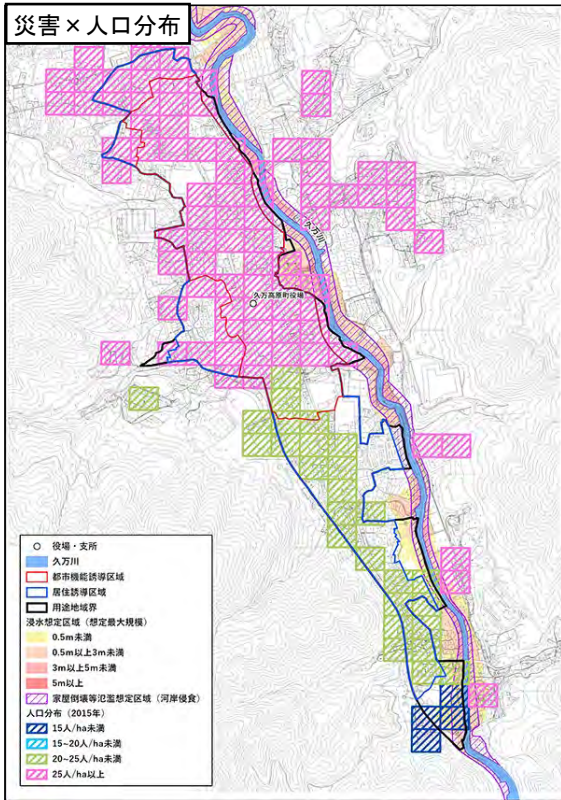 災害×人口分布
久万川
久万高原町役場
役場・支所
久万川
都市機能誘導区域
居住誘導区域
用途地域界
浸水想定区域（想定最大規模）
0.5m未満
0.5m以上3m未満
3m以上5m未満
5m以上
家屋倒壊等氾濫想定区域（河岸侵食）
人口分布（2015年）
15人/ha未満
15~20人/ha未満
20~25人/ha未満
25人/ha以上